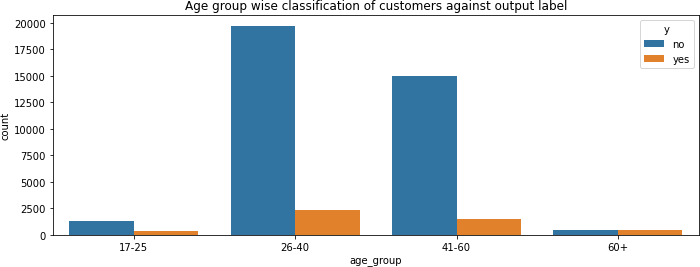 Age group wise classification of customers against output label
y
no
yes
20000
17500
15000
12500
10000
7500
5000
2500
0
count
17-25 26-40 41-60 60+
age_group